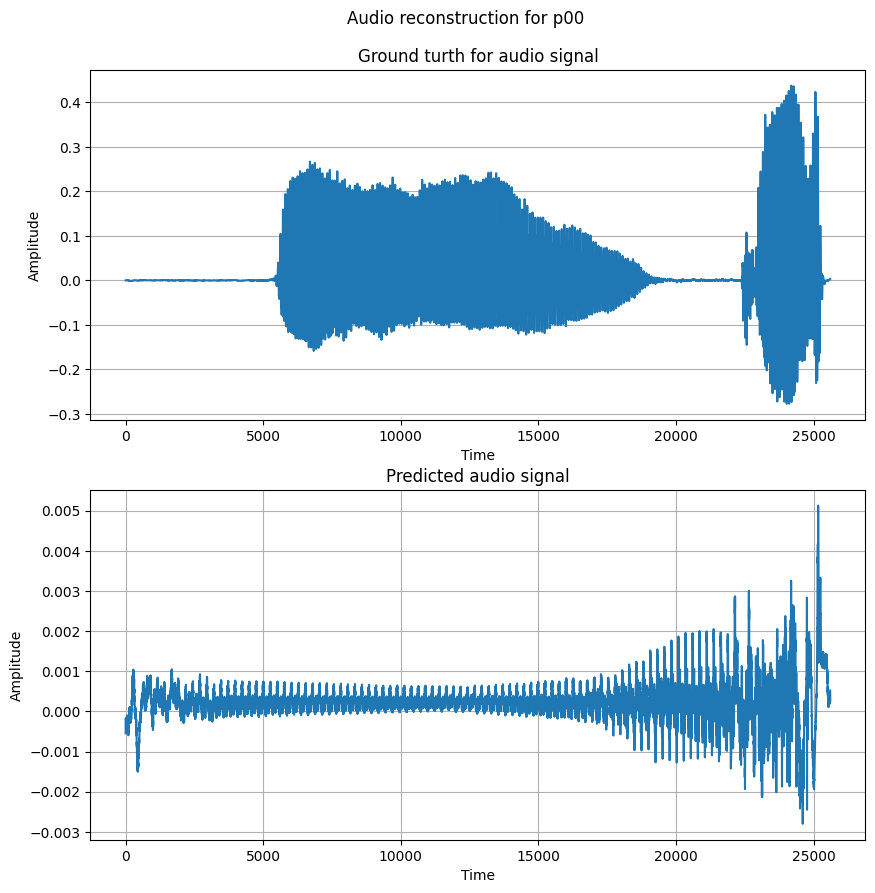 Audio reconstruction for p00
Ground turth for audio signal
0.4
0.3
0.2
0.1
0.0
−0.1
−0.2
−0.3
Amplitude
0 5000 10000 15000 20000 25000
Time
Predicted audio signal
0.005
0.004
0.003
0.002
0.001
0.000
−0.001
−0.002
−0.003
Amplitude
0 5000 10000 15000 20000 25000
Time